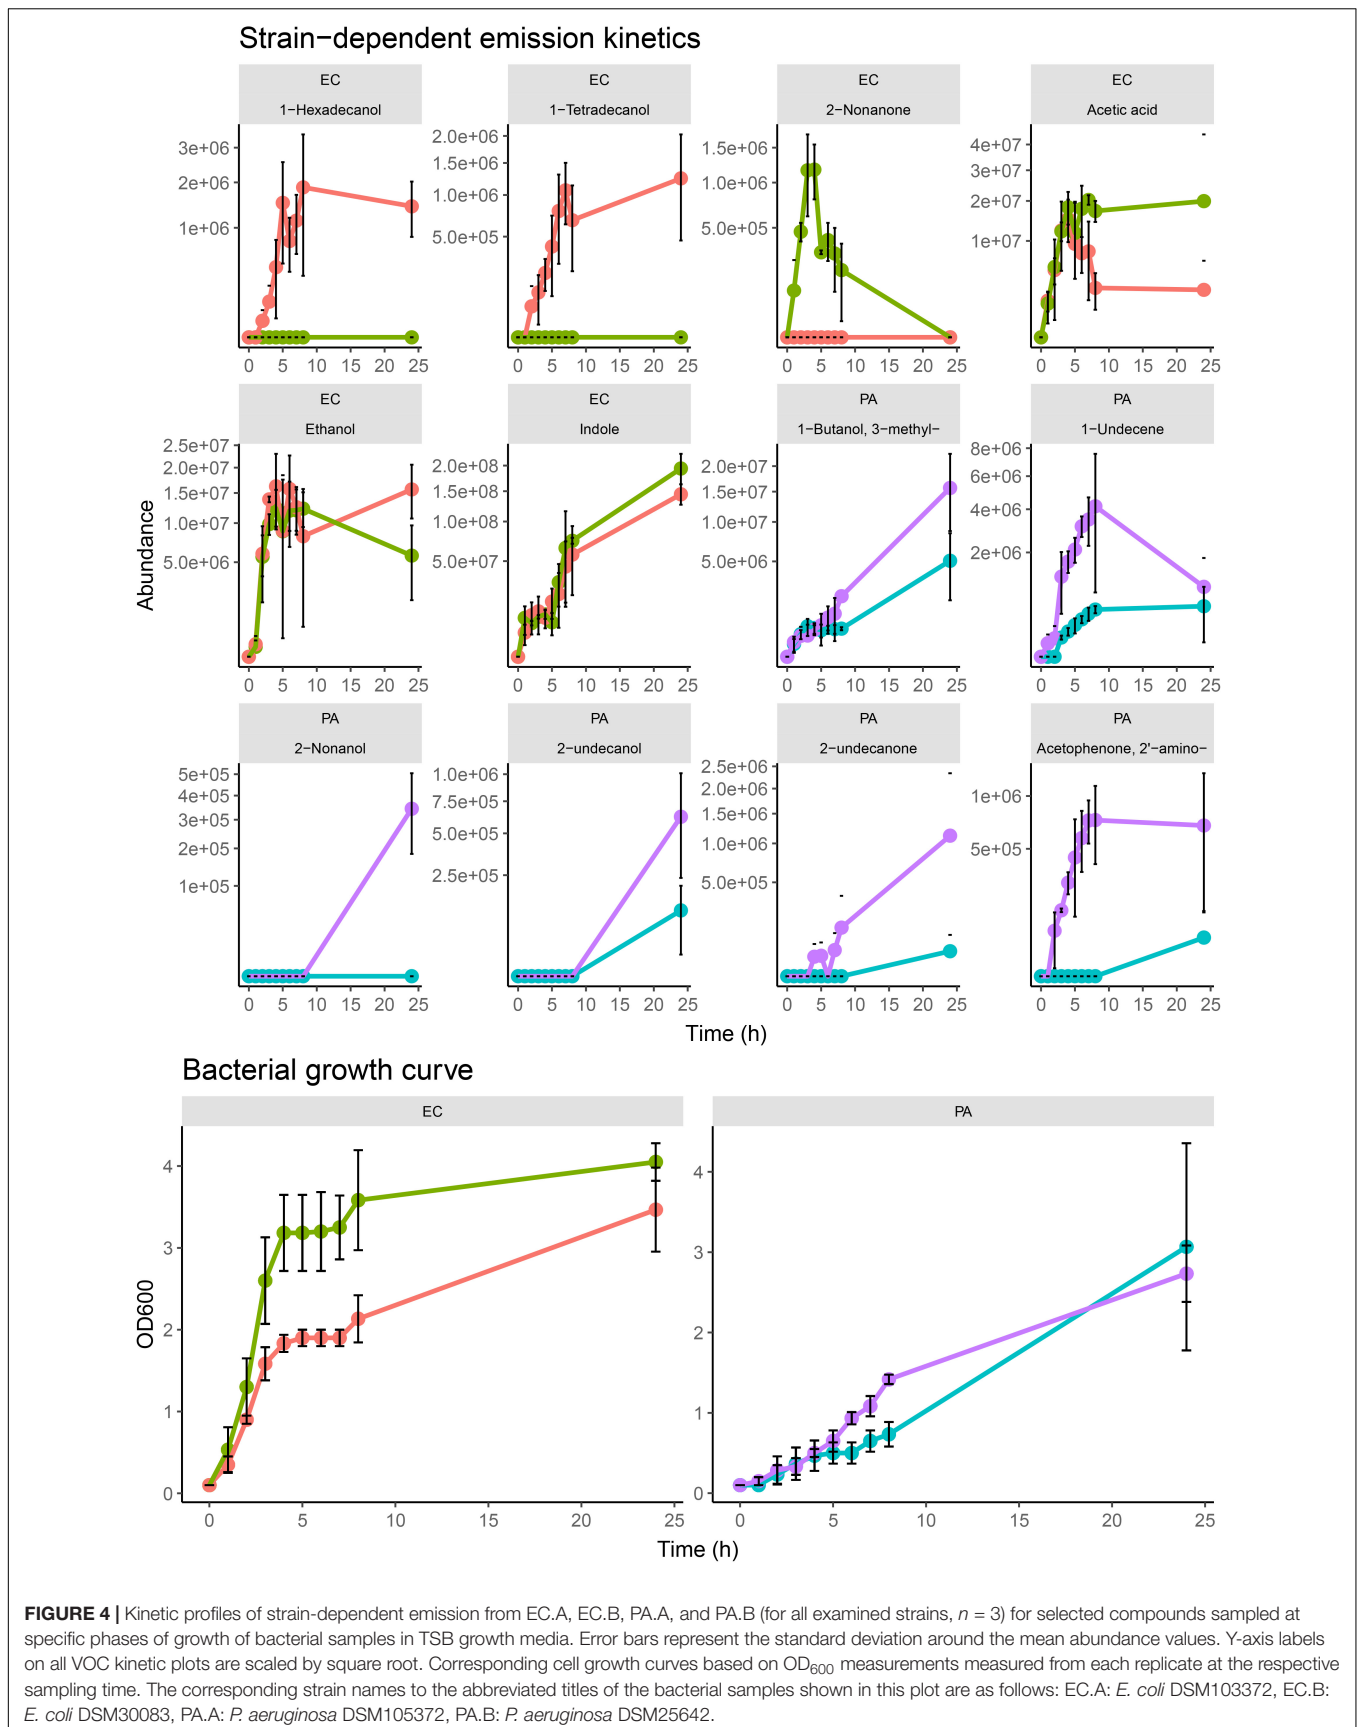 Strain−dependent emission kinetics
EC EC EC EC
1−Hexadecanol 1−Tetradecanol 2−Nonanone Acetic acid
3e+06 2e+06 1e+06
0 5 10 15 20 25
2.0e+06 1.5e+06 1.0e+06 5.0e+05
0 5 10 15 20 25
1.5e+06 1.0e+06 5.0e+05
0 5 10 15 20 25
4e+07 3e+07 2e+07 1e+07
0 5 10 15 20 25
Abundance
EC EC PA PA
Ethanol Indole 1−Butanol, 3−methyl− 1−Undecene
2.5e+07 2.0e+07 1.5e+07 1.0e+07 5.0e+06
0 5 10 15 20 25
2.0e+08 1.5e+08 1.0e+08 5.0e+07
0 5 10 15 20 25
2.0e+07 1.5e+07 1.0e+07 5.0e+06
0 5 10 15 20 25
8e+06 6e+06 4e+06 2e+06
0 5 10 15 20 25
PA PA PA PA
2−Nonanol 2−undecanol 2−undecanone Acetophenone, 2'−amino−
5e+05 4e+05 3e+05 2e+05 1e+05
0 5 10 15 20 25
1.0e+06 7.5e+05 5.0e+05 2.5e+05
0 5 10 15 20 25
2.5e+06 2.0e+06 1.5e+06 1.0e+06 5.0e+05
0 5 10 15 20 25
1e+06 5e+05
0 5 10 15 20 25
Time (h)
Bacterial growth curve
EC PA
OD600
4 3 2 1 0
0 5 10 15 20 25
4 3 2 1 0
0 5 10 15 20 25
Time (h)
FIGURE 4 | Kinetic profiles of strain-dependent emission from EC.A, EC.B, PA.A, and PA.B (for all examined strains, n = 3) for selected compounds sampled at
specific phases of growth of bacterial samples in TSB growth media. Error bars represent the standard deviation around the mean abundance values. Y-axis labels
on all VOC kinetic plots are scaled by square root. Corresponding cell growth curves based on OD600 measurements measured from each replicate at the respective
sampling time. The corresponding strain names to the abbreviated titles of the bacterial samples shown in this plot are as follows: EC.A: E. coli DSM103372, EC.B:
E. coli DSM30083, PA.A: P. aeruginosa DSM105372, PA.B: P. aeruginosa DSM25642.